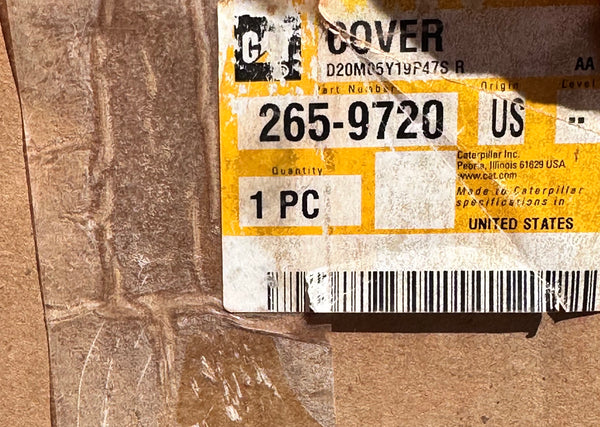 COVER
D20M05Y19P47S R AA
Part Number Origin Level
265-9720 US --
Caterpillar Inc.
Peoria, Illinois 61629 USA
www.cat.com
Quantity
1 PC
Made to Caterpillar
specifications in
UNITED STATES